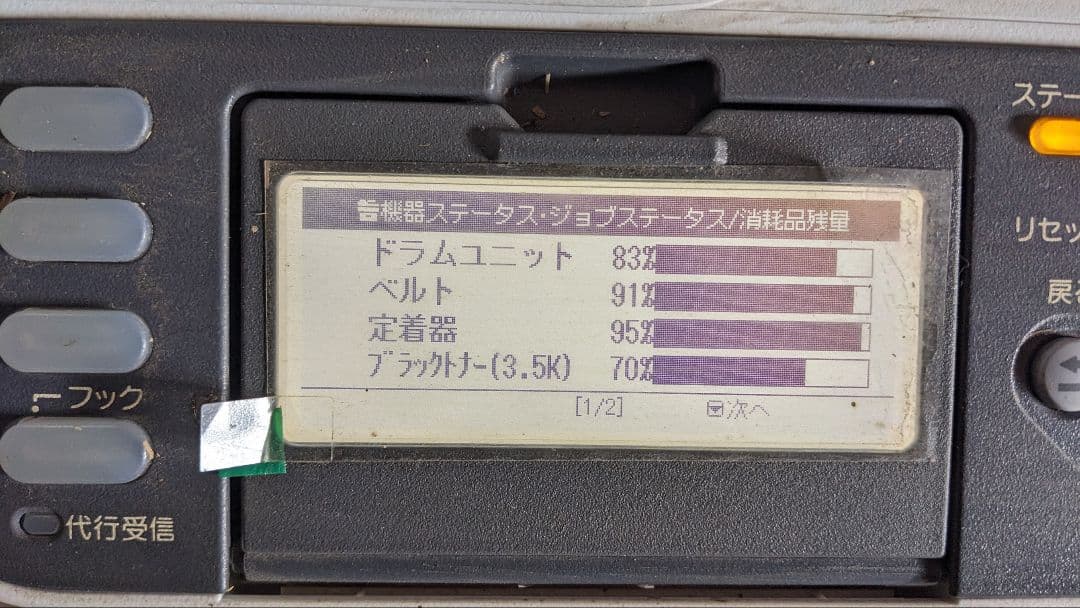 機器ステータス・ジョブステータス/消耗品残量
ドラムユニット 83%
ベルト 91%
定着器 95%
ブラックトナー(3.5K) 70%
[1/2] 次へ
ステー
リセッ
戻
フック
代行受信